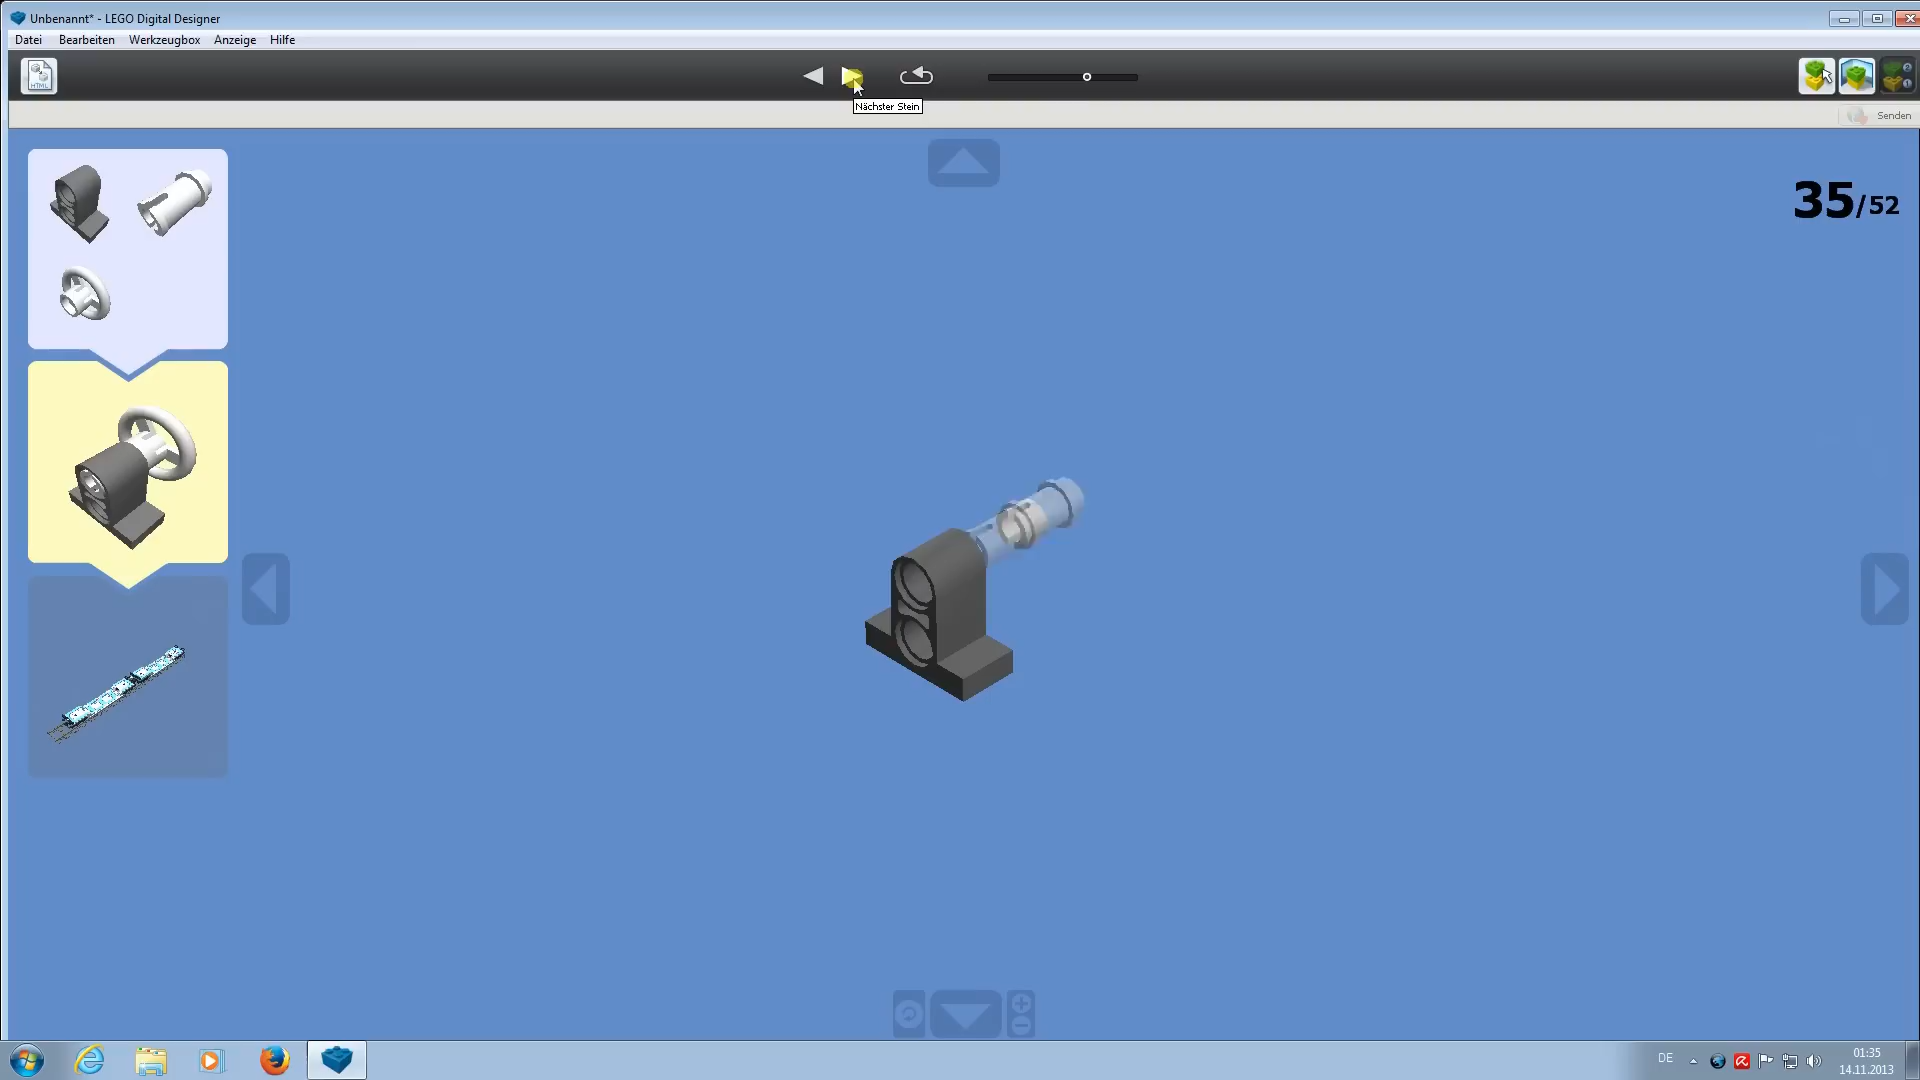 Unbenannt* - LEGO Digital Designer
Datei Bearbeiten Werkzeugbox Anzeige Hilfe
HTML
Nächster Stein
Senden
35/52
DE
01:35
14.11.2013